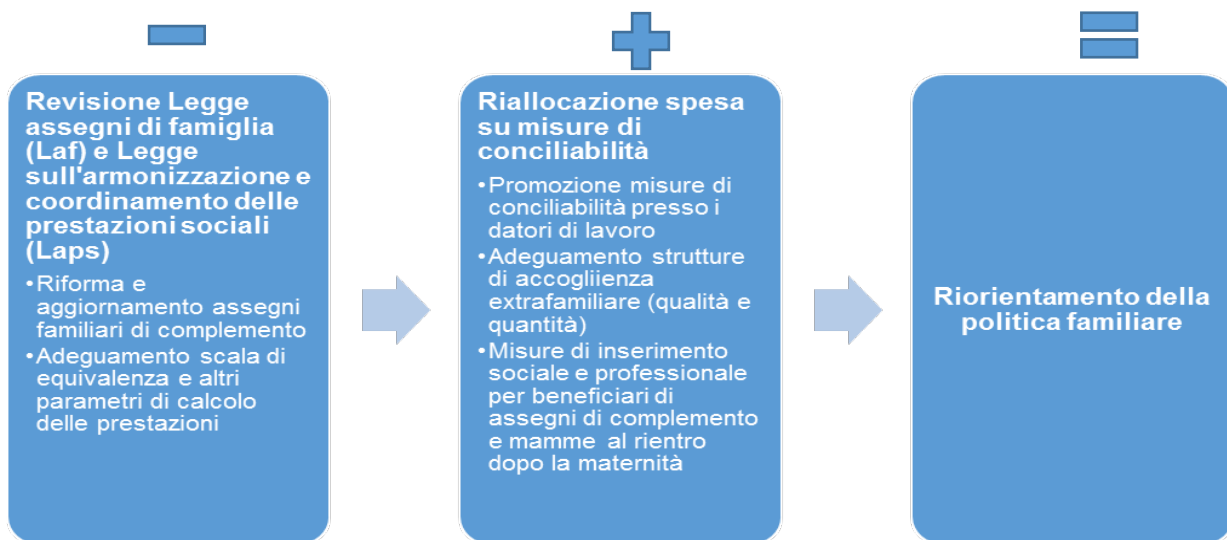 Revisione Legge
assegni di famiglia
(Laf) e Legge
sull'armonizzazione e
coordinamento delle
prestazioni sociali
(Laps)
•Riforma e
aggiornamento assegni
familiari di complemento
•Adeguamento scala di
equivalenza e altri
parametri di calcolo
delle prestazioni
Riallocazione spesa
su misure di
conciliabilità
•Promozione misure di
conciliabilità presso i
datori di lavoro
•Adeguamento strutture
di accogliienza
extrafamiliare (qualità e
quantità)
•Misure di inserimento
sociale e professionale
per beneficiari di
assegni di complemento
e mamme al rientro
dopo la maternità
Riorientamento della
politica familiare